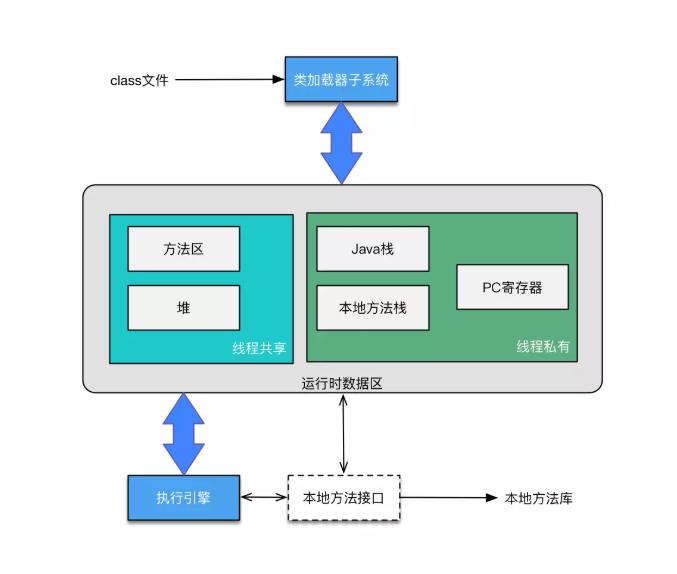 class文件
类加载器子系统
方法区
堆
线程共享
Java栈
本地方法栈
PC寄存器
线程私有
运行时数据区
执行引擎
本地方法接口
本地方法库